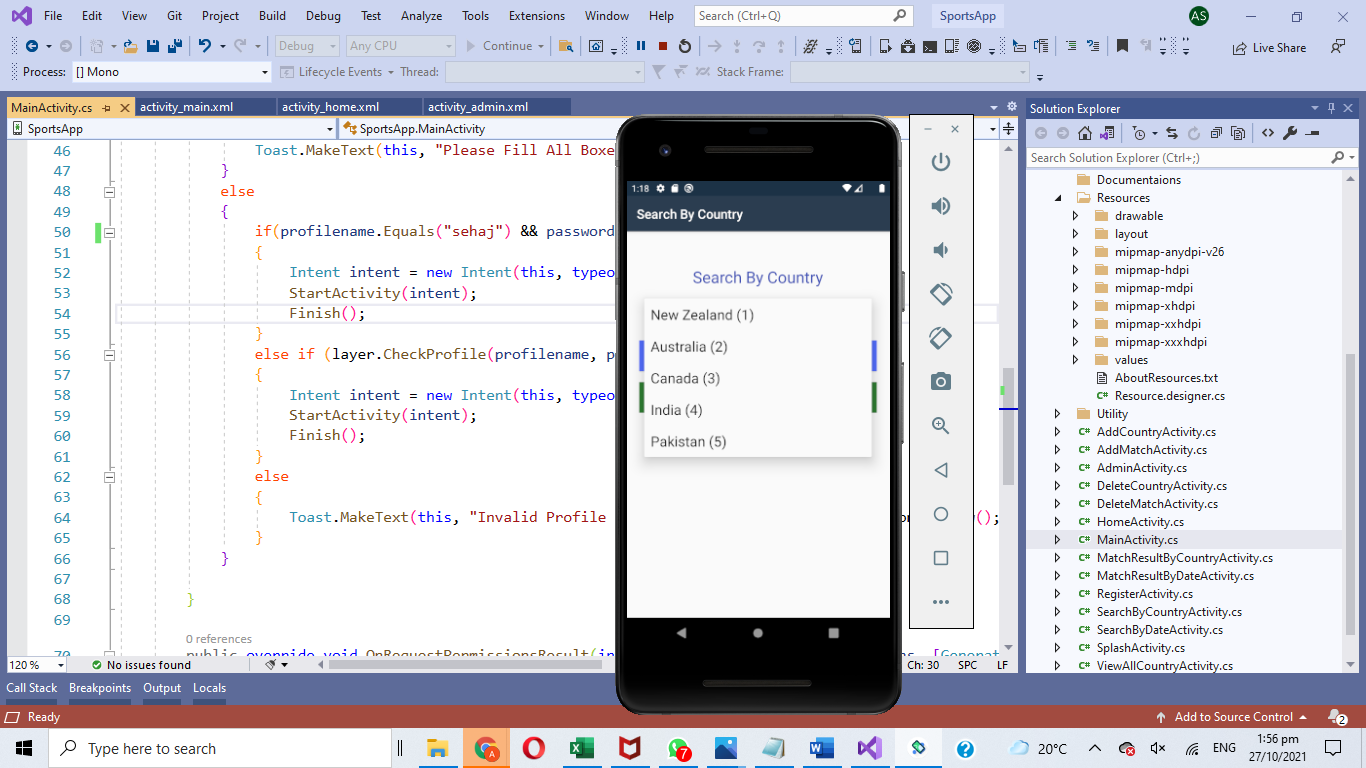 File Edit View Git Project Build Debug Test Analyze Tools Extensions Window Help Search (Ctrl+Q) SportsApp AS
Debug Any CPU Continue Live Share
Process: [] Mono Lifecycle Events Thread: Stack Frame:
MainActivity.cs activity_main.xml activity_home.xml activity_admin.xml
SportsApp SportsApp.MainActivity
46 Toast.MakeText(this, "Please Fill All Boxe
47 }
48 else
49 {
50 if(profilename.Equals("sehaj") && password
51 {
52 Intent intent = new Intent(this, typeo
53 StartActivity(intent);
54 Finish();
55 }
56 else if (layer.CheckProfile(profilename, p
57 {
58 Intent intent = new Intent(this, typeo
59 StartActivity(intent);
60 Finish();
61 }
62 else
63 {
64 Toast.MakeText(this, "Invalid Profile ();
65 }
66 }
67
68 }
69
0 references
70 public override void OnRequestPermissionsResult(in
120 % No issues found Ch: 30 SPC LF
1:18
Search By Country
Search By Country
New Zealand (1)
Australia (2)
Canada (3)
India (4)
Pakistan (5)
Solution Explorer
Search Solution Explorer (Ctrl+;)
Documentaions
Resources
drawable
layout
mipmap-anydpi-v26
mipmap-hdpi
mipmap-mdpi
mipmap-xhdpi
mipmap-xxhdpi
mipmap-xxxhdpi
values
AboutResources.txt
C# Resource.designer.cs
Utility
C# AddCountryActivity.cs
C# AddMatchActivity.cs
C# AdminActivity.cs
C# DeleteCountryActivity.cs
C# DeleteMatchActivity.cs
C# HomeActivity.cs
C# MainActivity.cs
C# MatchResultByCountryActivity.cs
C# MatchResultByDateActivity.cs
C# RegisterActivity.cs
C# SearchByCountryActivity.cs
C# SearchByDateActivity.cs
C# SplashActivity.cs
C# ViewAllCountryActivity.cs
Call Stack Breakpoints Output Locals
Ready Add to Source Control 2
Type here to search A 7 20°C ENG 1:56 pm
27/10/2021